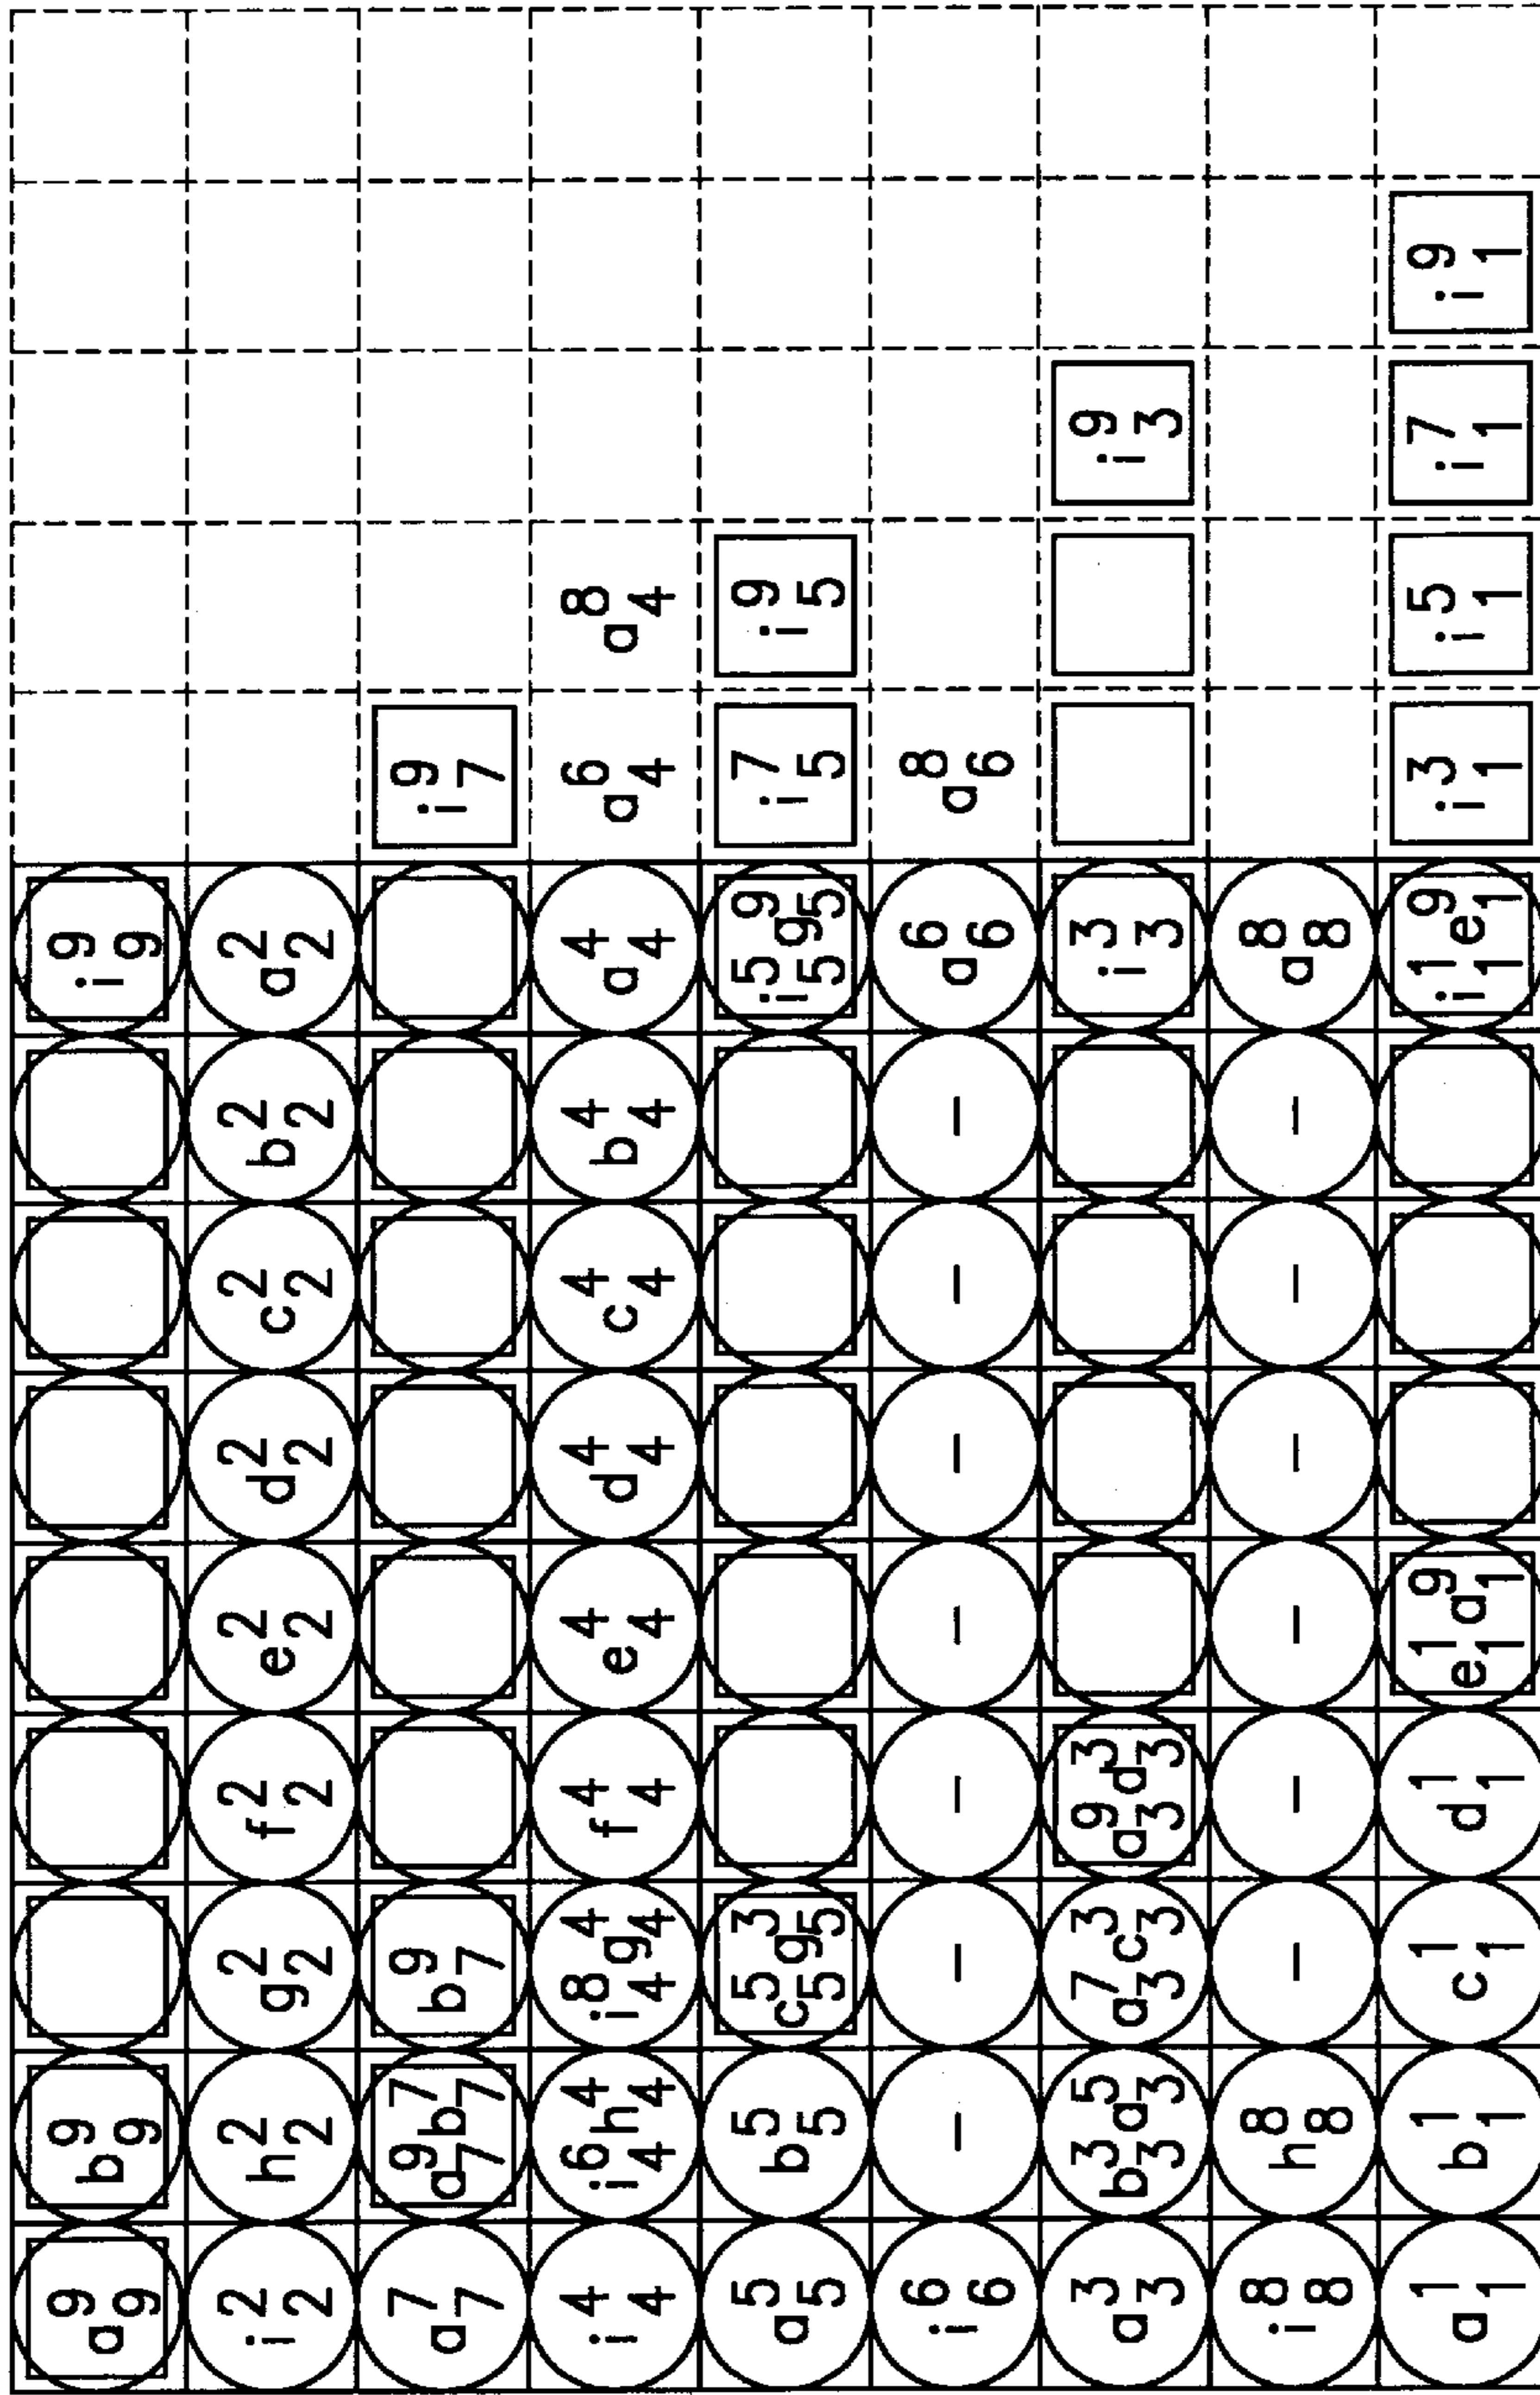 a⁹₉ b⁹₉ i⁹₉
i²₂ h²₂ g²₂ f²₂ e²₂ d²₂ c²₂ b²₂ a²₂
a⁷₇ a⁹₇b⁷₇ b⁹₇ i⁹₇
i⁴₄ i⁶₄h⁴₄ i⁸₄g⁴₄ f⁴₄ e⁴₄ d⁴₄ c⁴₄ b⁴₄ a⁴₄ a⁶₄ a⁸₄
a⁵₅ b⁵₅ c⁵₅g³₅ i⁵₅g⁹₅ i⁷₅ i⁹₅
i⁶₆ – – – – – – – a⁶₆ a⁸₆
a³₃ b³₃a⁵₃ a⁷₃c³₃ a⁹₃d³₃ i³₃ i⁹₃
i⁸₈ h⁸₈ – – – – – – a⁸₈
a¹₁ b¹₁ c¹₁ d¹₁ e¹₁a⁹₁ i¹₁e⁹₁ i³₁ i⁵₁ i⁷₁ i⁹₁